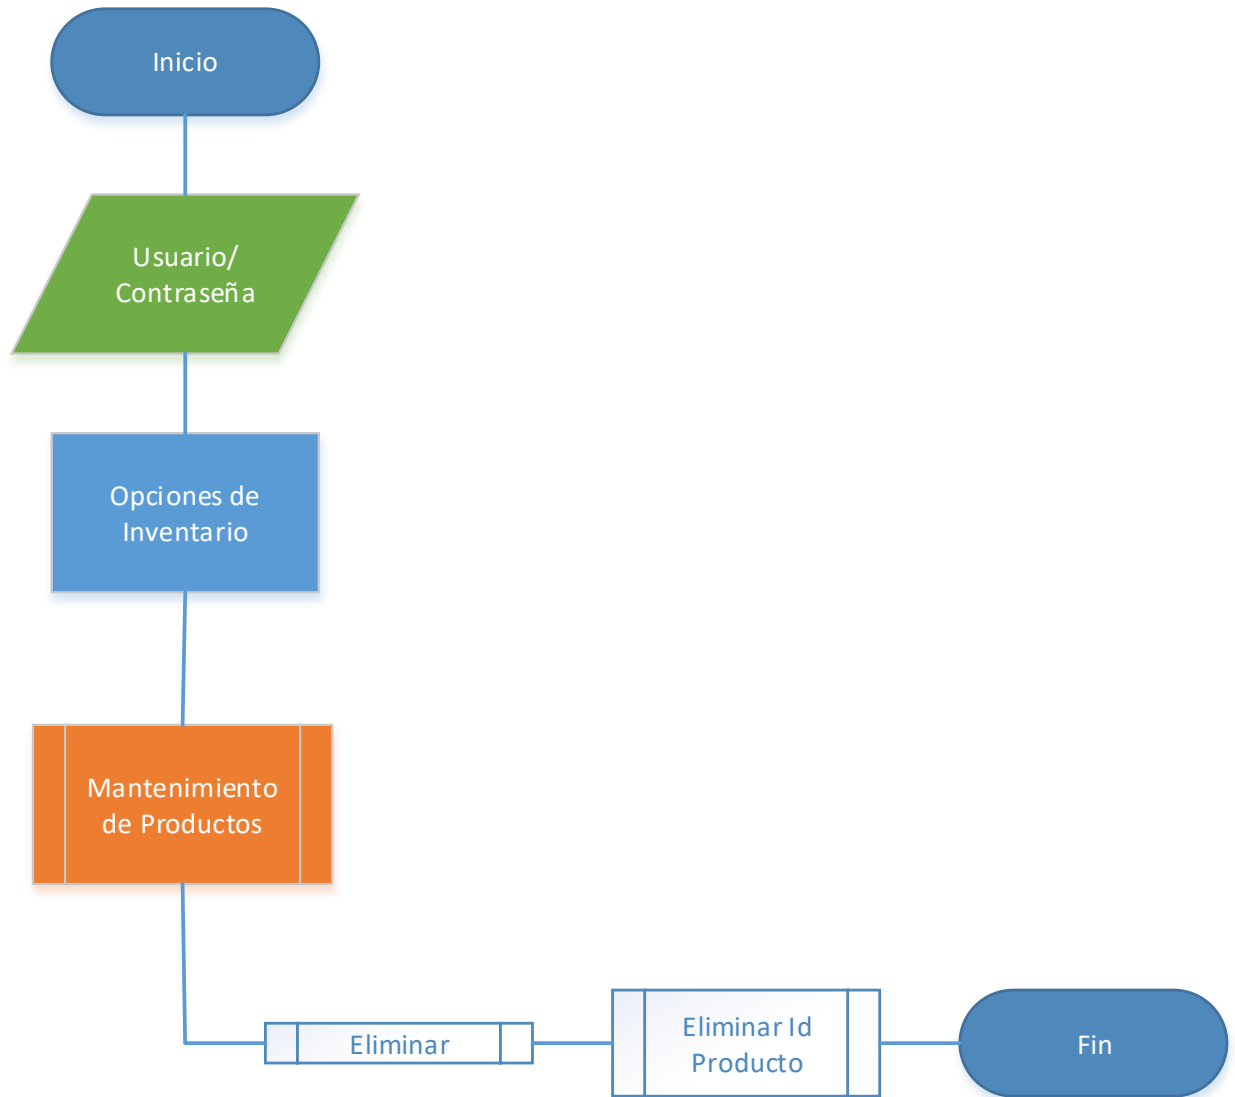 Inicio
Usuario/
Contraseña
Opciones de
Inventario
Mantenimiento
de Productos
Eliminar
Eliminar Id
Producto
Fin